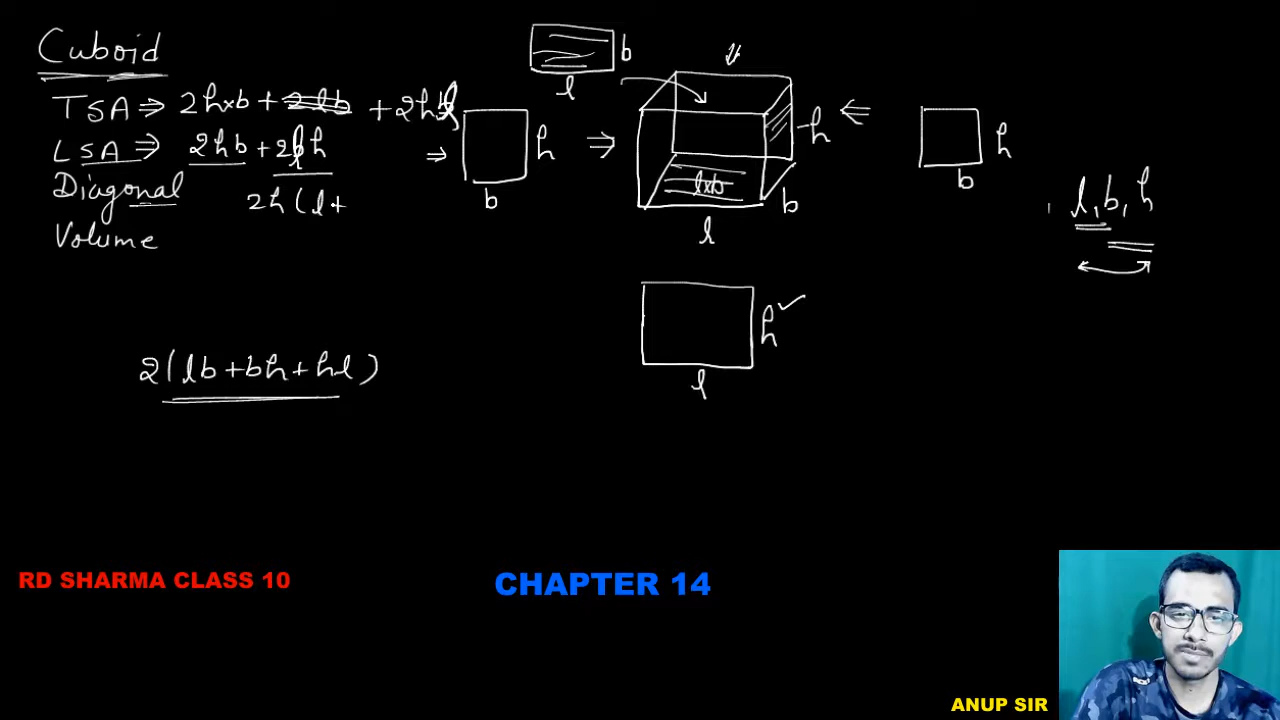 Cuboid
TSA ⇒ 2h×b + 2lb + 2hl
LSA ⇒ 2hb + 2lh
Diagonal 2h(l+
Volume
2(lb+bh+hl)
b
l
h
b
l×b
h
b
l
h
b
l, b, h
h
l
RD SHARMA CLASS 10
CHAPTER 14
ANUP SIR